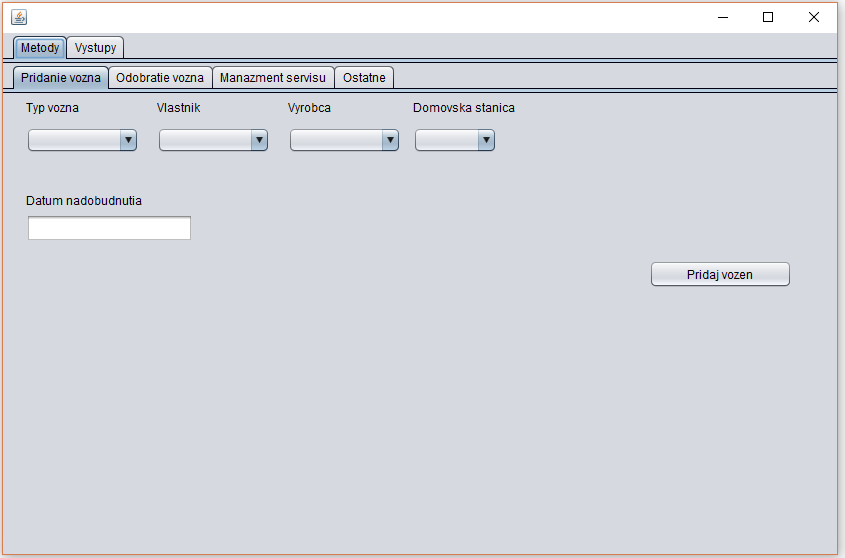 Metody Vystupy
Pridanie vozna Odobratie vozna Manazment servisu Ostatne
Typ vozna Vlastnik Vyrobca Domovska stanica
Datum nadobudnutia
Pridaj vozen